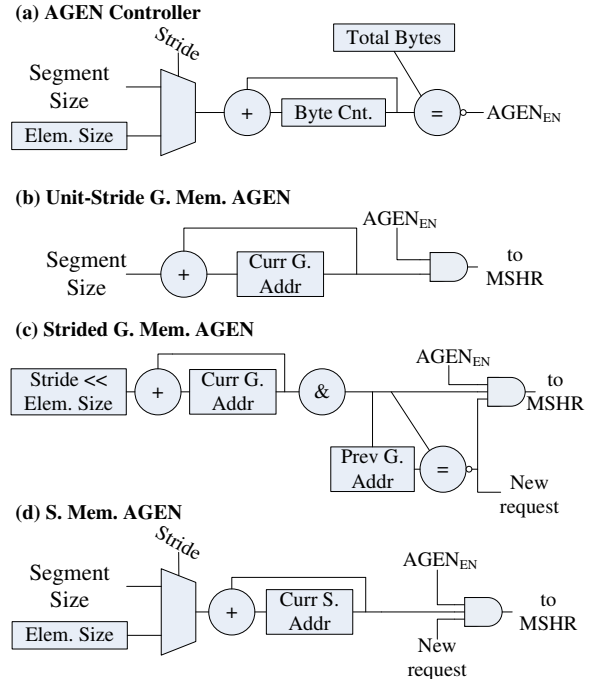 (a) AGEN Controller
Stride
Total Bytes
Segment
Size
Elem. Size
+
Byte Cnt.
=
AGEN_EN
(b) Unit-Stride G. Mem. AGEN
Segment
Size
+
Curr G.
Addr
AGEN_EN
to
MSHR
(c) Strided G. Mem. AGEN
Stride <<
Elem. Size
+
Curr G.
Addr
&
AGEN_EN
to
MSHR
Prev G.
Addr
=
New
request
(d) S. Mem. AGEN
Stride
Segment
Size
Elem. Size
+
Curr S.
Addr
AGEN_EN
to
MSHR
New
request